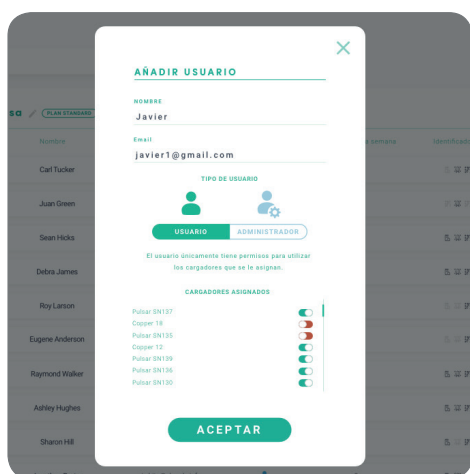 AÑADIR USUARIO
NOMBRE
Javier
Email
javier1@gmail.com
TIPO DE USUARIO
USUARIO ADMINISTRADOR
El usuario únicamente tiene permisos para utilizar
los cargadores que se le asignan.
CARGADORES ASIGNADOS
Pulsar SN137
Copper 18
Pulsar SN135
Copper 12
Pulsar SN139
Pulsar SN136
Pulsar SN130
ACEPTAR
sa PLAN STANDARD
Nombre a semana Identificado
Carl Tucker
Juan Green
Sean Hicks
Debra James
Roy Larson
Eugene Anderson
Raymond Walker
Ashley Hughes
Sharon Hill